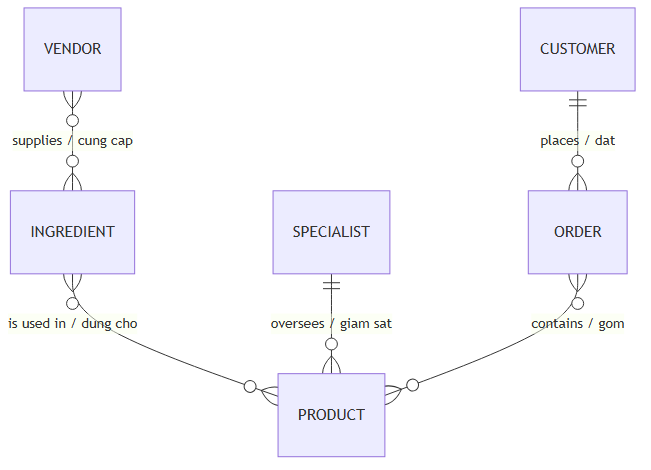 VENDOR
CUSTOMER
supplies / cung cap
places / dat
INGREDIENT
SPECIALIST
ORDER
is used in / dung cho
oversees / giam sat
contains / gom
PRODUCT